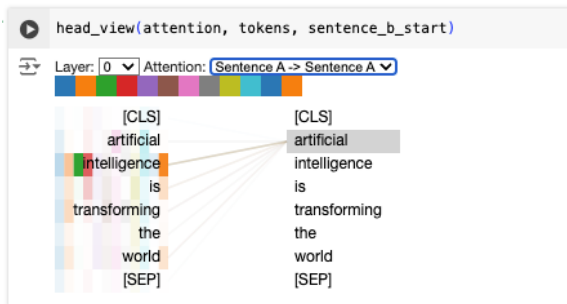 head_view(attention, tokens, sentence_b_start)
Layer: 0 Attention: Sentence A -> Sentence A
[CLS] [CLS]
artificial artificial
intelligence intelligence
is is
transforming transforming
the the
world world
[SEP] [SEP]